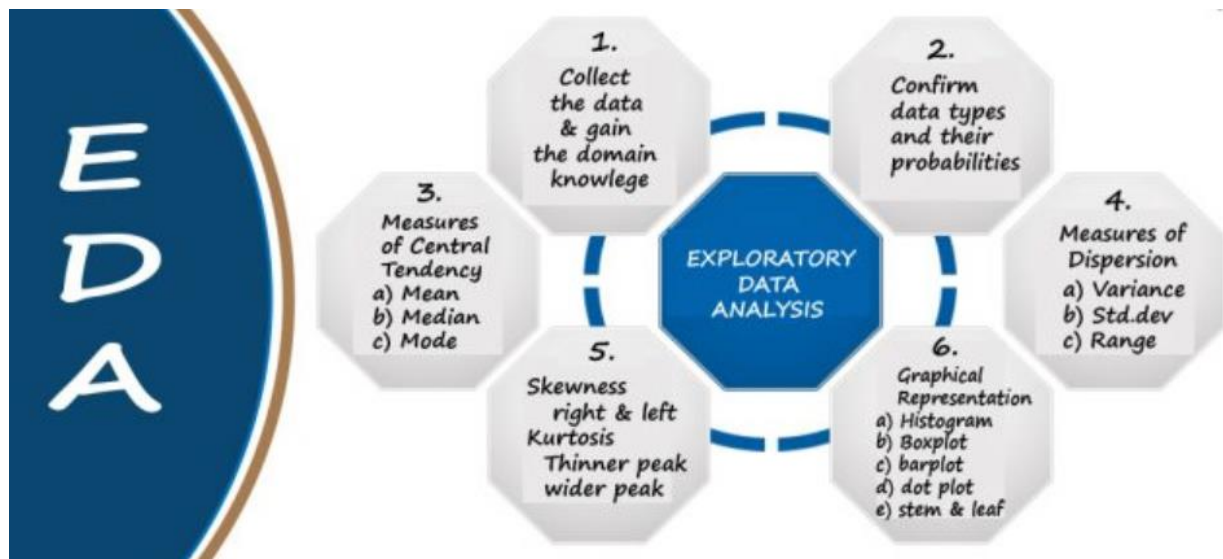 E
D
A
1.
Collect
the data
& gain
the domain
knowlege
2.
Confirm
data types
and their
probabilities
3.
Measures
of Central
Tendency
a) Mean
b) Median
c) Mode
EXPLORATORY
DATA
ANALYSIS
4.
Measures of
Dispersion
a) Variance
b) Std.dev
c) Range
5.
Skewness
right & left
Kurtosis
Thinner peak
wider peak
6.
Graphical
Representation
a) Histogram
b) Boxplot
c) barplot
d) dot plot
e) stem & leaf